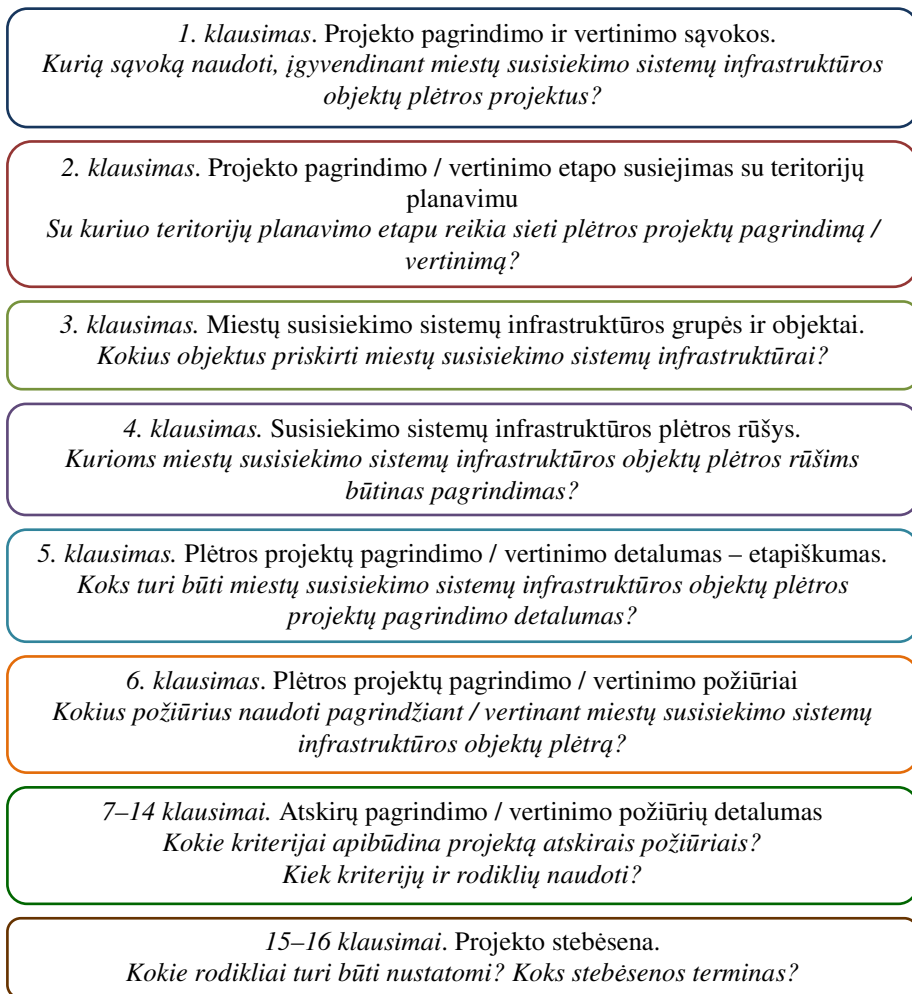 1. klausimas. Projekto pagrindimo ir vertinimo sąvokos.
Kurią sąvoką naudoti, įgyvendinant miestų susisiekimo sistemų infrastruktūros
objektų plėtros projektus?
2. klausimas. Projekto pagrindimo / vertinimo etapo susiejimas su teritorijų
planavimu
Su kuriuo teritorijų planavimo etapu reikia sieti plėtros projektų pagrindimą /
vertinimą?
3. klausimas. Miestų susisiekimo sistemų infrastruktūros grupės ir objektai.
Kokius objektus priskirti miestų susisiekimo sistemų infrastruktūrai?
4. klausimas. Susisiekimo sistemų infrastruktūros plėtros rūšys.
Kurioms miestų susisiekimo sistemų infrastruktūros objektų plėtros rūšims
būtinas pagrindimas?
5. klausimas. Plėtros projektų pagrindimo / vertinimo detalumas – etapiškumas.
Koks turi būti miestų susisiekimo sistemų infrastruktūros objektų plėtros
projektų pagrindimo detalumas?
6. klausimas. Plėtros projektų pagrindimo / vertinimo požiūriai
Kokius požiūrius naudoti pagrindžiant / vertinant miestų susisiekimo sistemų
infrastruktūros objektų plėtrą?
7–14 klausimai. Atskirų pagrindimo / vertinimo požiūrių detalumas
Kokie kriterijai apibūdina projektą atskirais požiūriais?
Kiek kriterijų ir rodiklių naudoti?
15–16 klausimai. Projekto stebėsena.
Kokie rodikliai turi būti nustatomi? Koks stebėsenos terminas?